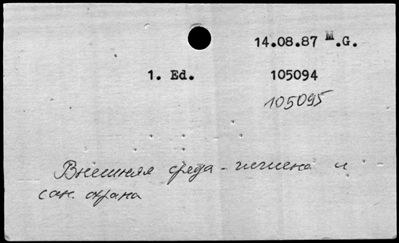 14.08.87 M.G.
1. Ed. 105094
105095
Внешняя среда - гигиена и
сан. охрана